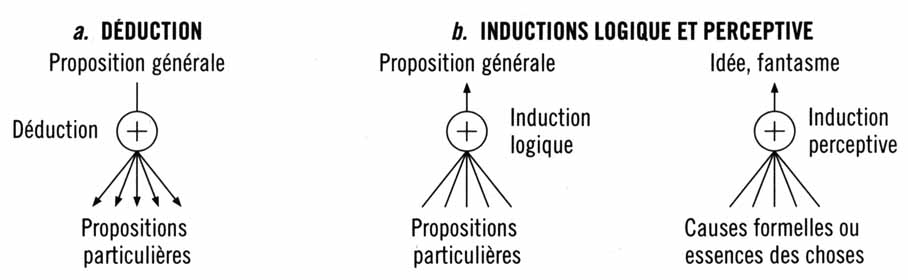 a. DÉDUCTION
Proposition générale
Déduction
+
Propositions
particulières
b. INDUCTIONS LOGIQUE ET PERCEPTIVE
Proposition générale
+
Induction
logique
Propositions
particulières
Idée, fantasme
+
Induction
perceptive
Causes formelles ou
essences des choses